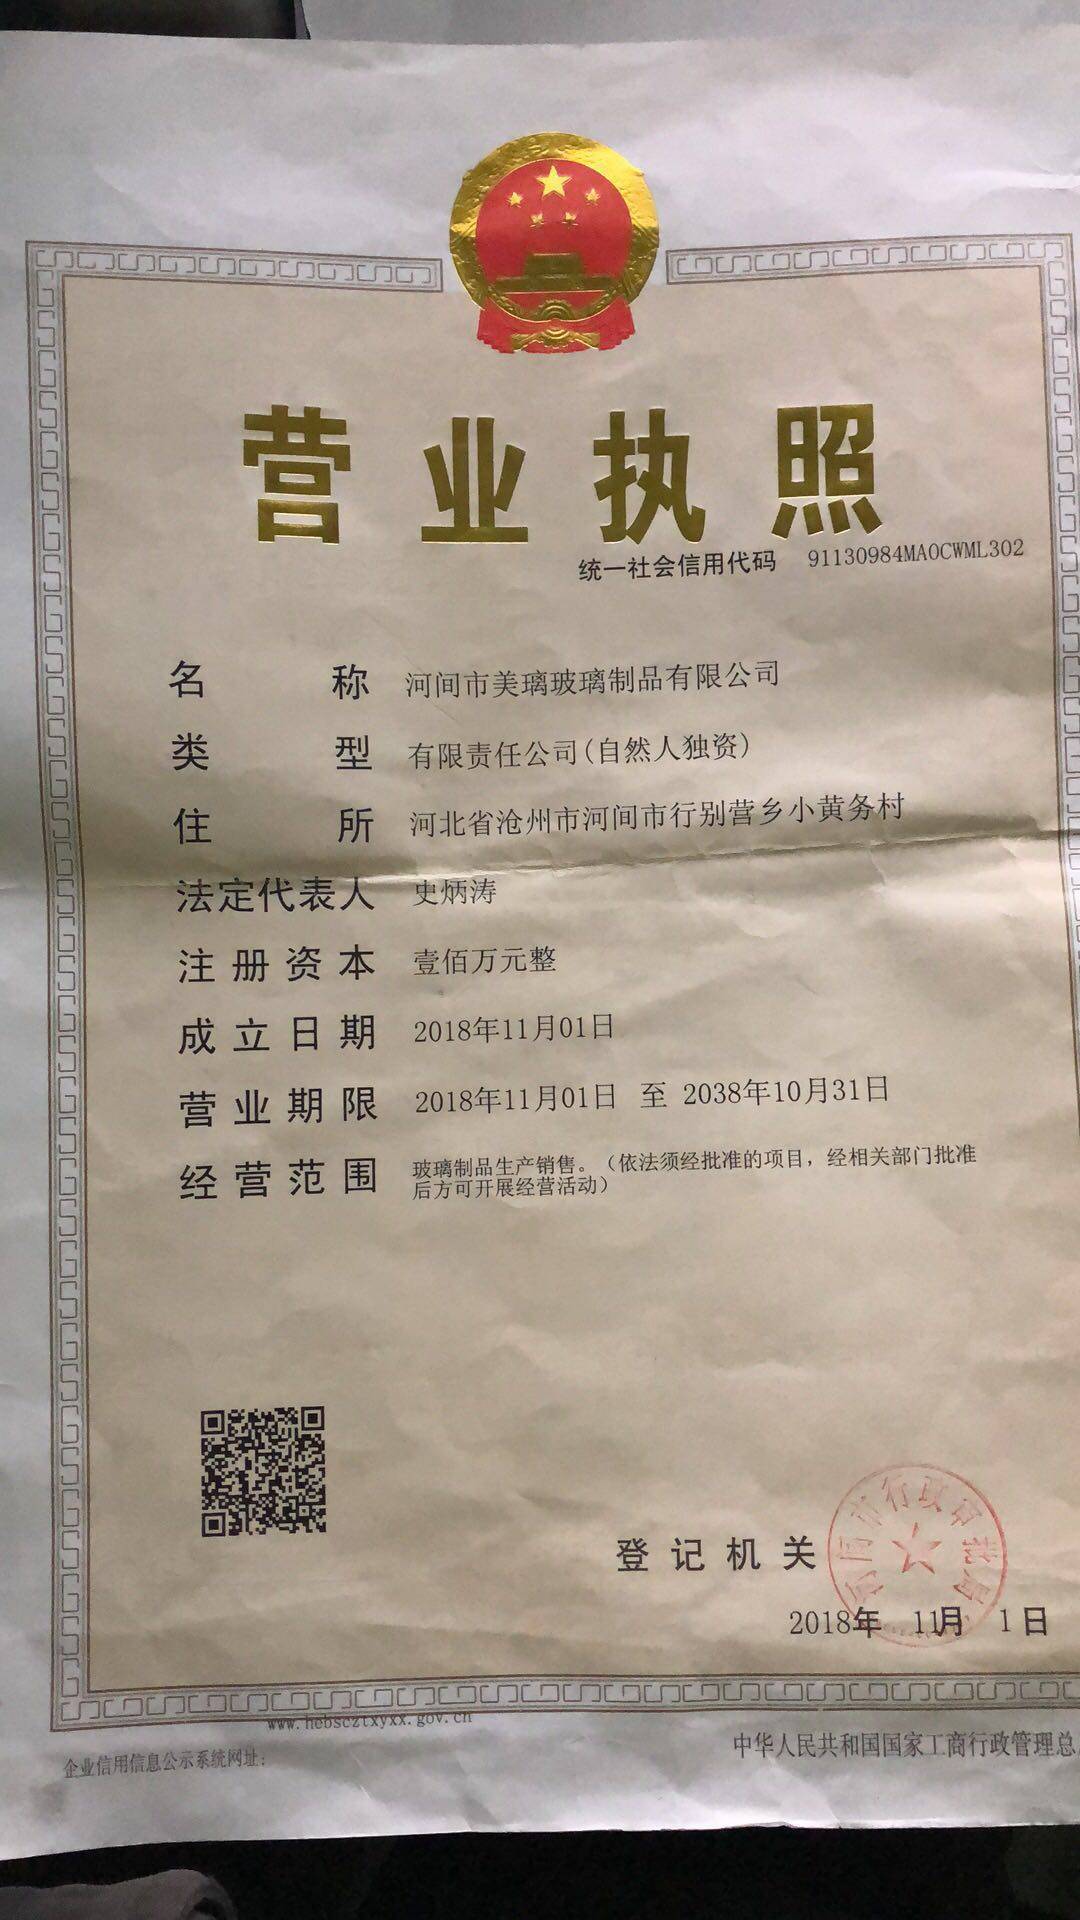 营业执照
统一社会信用代码 91130984MA0CWML302
名称 河间市美璃玻璃制品有限公司
类型 有限责任公司(自然人独资)
住所 河北省沧州市河间市行别营乡小黄务村
法定代表人 史炳涛
注册资本 壹佰万元整
成立日期 2018年11月01日
营业期限 2018年11月01日 至 2038年10月31日
经营范围 玻璃制品生产销售。(依法须经批准的项目，经相关部门批准
后方可开展经营活动)
河间市行政审批局
登记机关
2018年 11月 1日
www.hebscztxyxx.gov.cn
企业信用信息公示系统网址：
中华人民共和国国家工商行政管理总